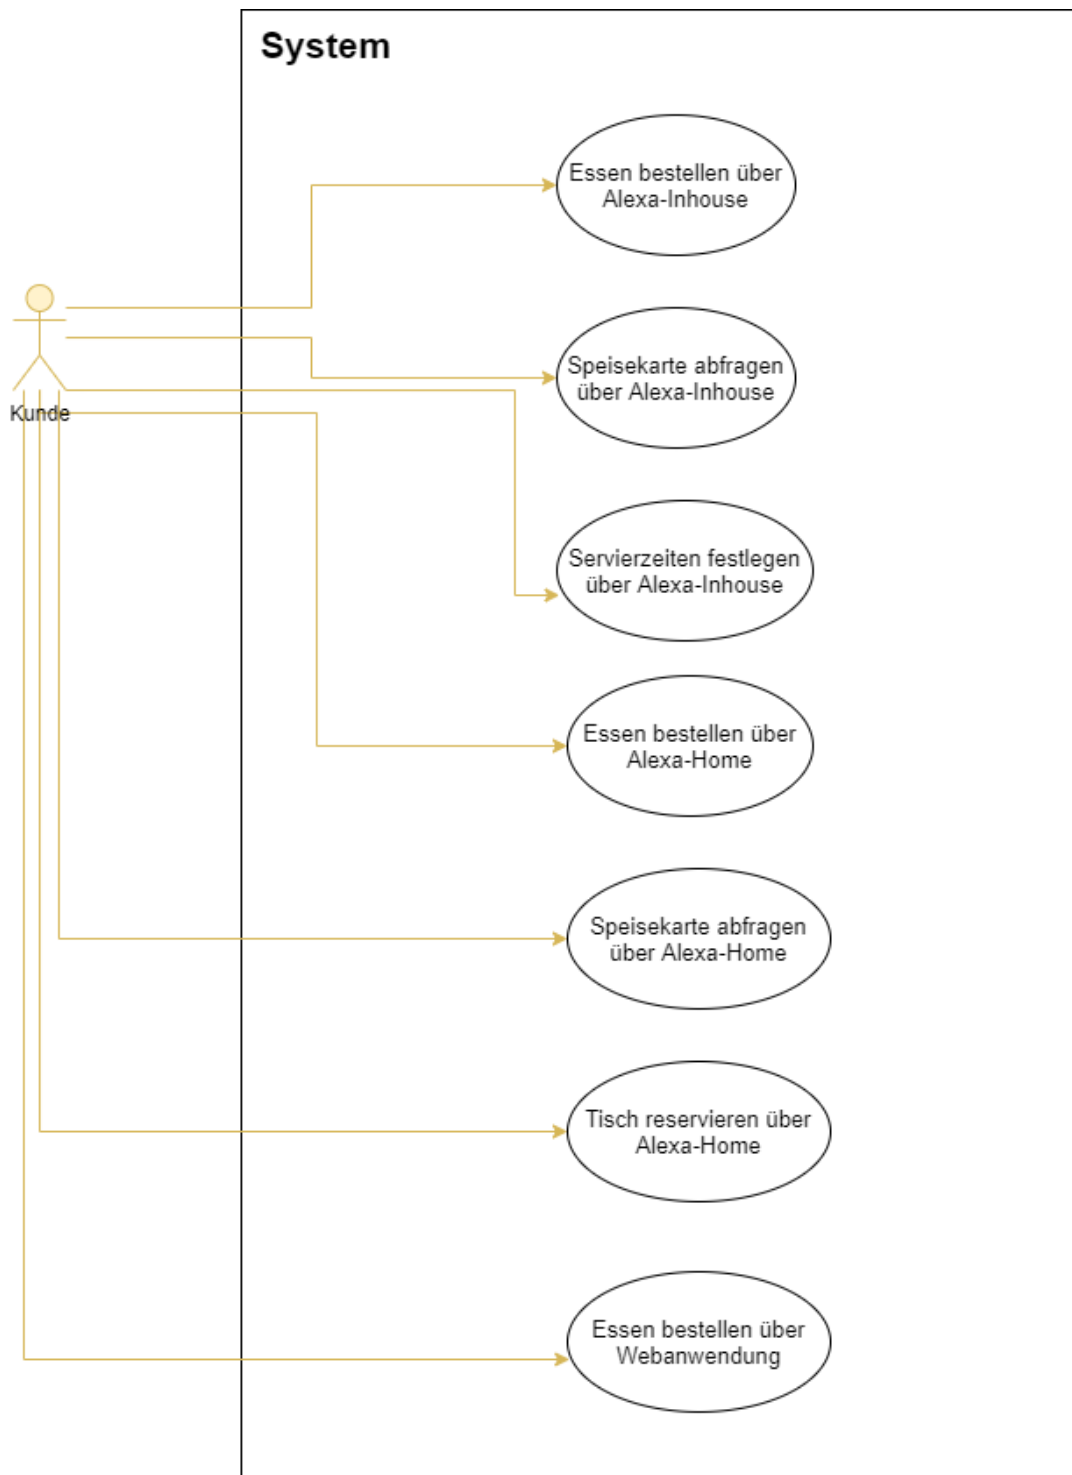 System
Essen bestellen über
Alexa-Inhouse
Kunde
Speisekarte abfragen
über Alexa-Inhouse
Servierzeiten festlegen
über Alexa-Inhouse
Essen bestellen über
Alexa-Home
Speisekarte abfragen
über Alexa-Home
Tisch reservieren über
Alexa-Home
Essen bestellen über
Webanwendung